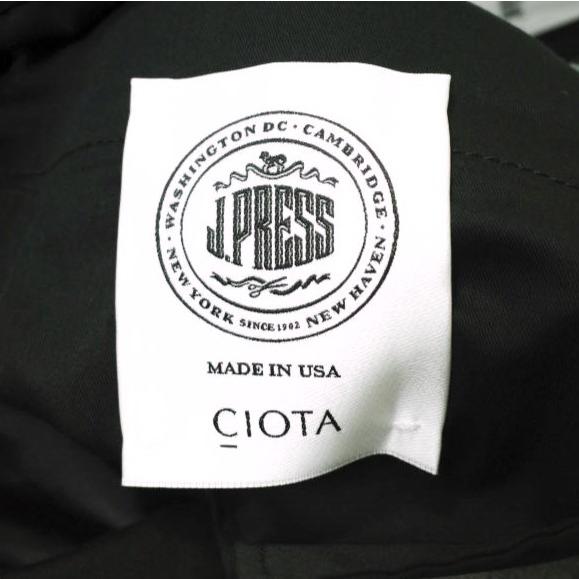 WASHINGTON DC · CAMBRIDGE ·
J.PRESS
· NEW YORK SINCE 1902 NEW HAVEN ·
MADE IN USA
CIOTA